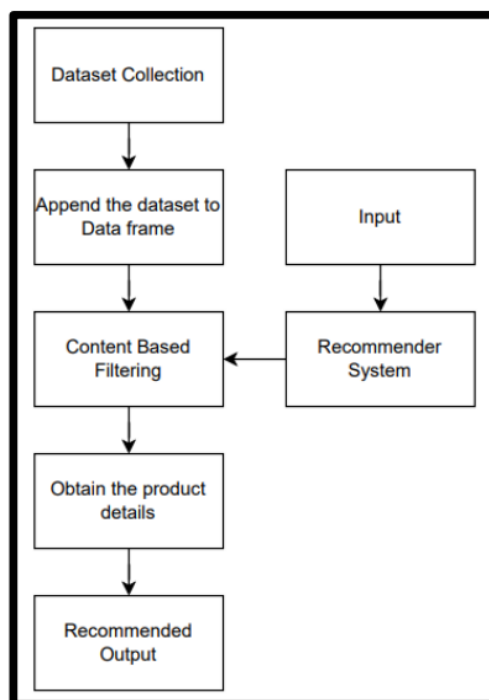 Dataset Collection
Append the dataset to
Data frame
Input
Content Based
Filtering
Recommender
System
Obtain the product
details
Recommended
Output